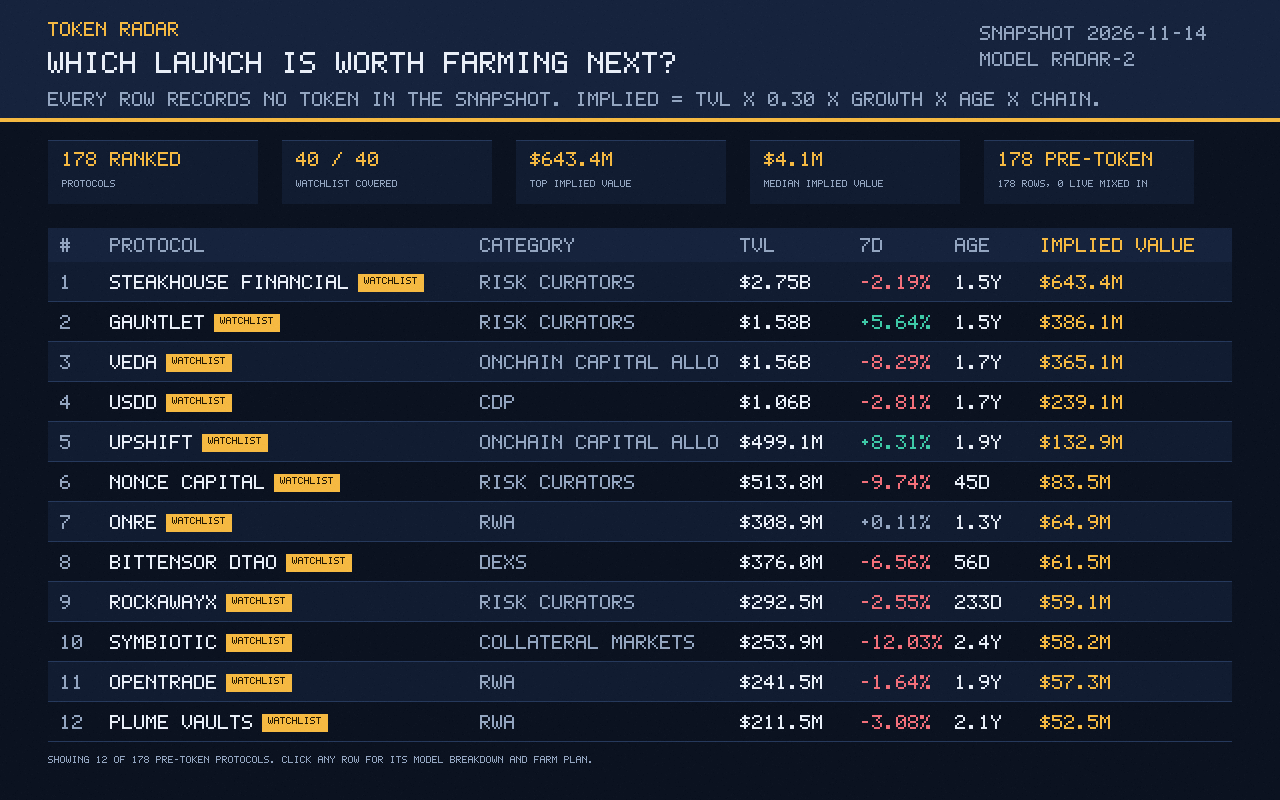 TOKEN RADAR
WHICH LAUNCH IS WORTH FARMING NEXT?
SNAPSHOT 2026-11-14
MODEL RADAR-2
EVERY ROW RECORDS NO TOKEN IN THE SNAPSHOT. IMPLIED = TVL X 0.30 X GROWTH X AGE X CHAIN.
178 RANKED
PROTOCOLS
40 / 40
WATCHLIST COVERED
$643.4M
TOP IMPLIED VALUE
$4.1M
MEDIAN IMPLIED VALUE
178 PRE-TOKEN
178 ROWS, 0 LIVE MIXED IN
# PROTOCOL CATEGORY TVL 7D AGE IMPLIED VALUE
1 STEAKHOUSE FINANCIAL WATCHLIST RISK CURATORS $2.75B -2.19% 1.5Y $643.4M
2 GAUNTLET WATCHLIST RISK CURATORS $1.58B +5.64% 1.5Y $386.1M
3 VEDA WATCHLIST ONCHAIN CAPITAL ALLO $1.56B -8.29% 1.7Y $365.1M
4 USDD WATCHLIST CDP $1.06B -2.81% 1.7Y $239.1M
5 UPSHIFT WATCHLIST ONCHAIN CAPITAL ALLO $499.1M +8.31% 1.9Y $132.9M
6 NONCE CAPITAL WATCHLIST RISK CURATORS $513.8M -9.74% 45D $83.5M
7 ONRE WATCHLIST RWA $308.9M +0.11% 1.3Y $64.9M
8 BITTENSOR DTAO WATCHLIST DEXS $376.0M -6.56% 56D $61.5M
9 ROCKAWAYX WATCHLIST RISK CURATORS $292.5M -2.55% 233D $59.1M
10 SYMBIOTIC WATCHLIST COLLATERAL MARKETS $253.9M -12.03% 2.4Y $58.2M
11 OPENTRADE WATCHLIST RWA $241.5M -1.64% 1.9Y $57.3M
12 PLUME VAULTS WATCHLIST RWA $211.5M -3.08% 2.1Y $52.5M
SHOWING 12 OF 178 PRE-TOKEN PROTOCOLS. CLICK ANY ROW FOR ITS MODEL BREAKDOWN AND FARM PLAN.